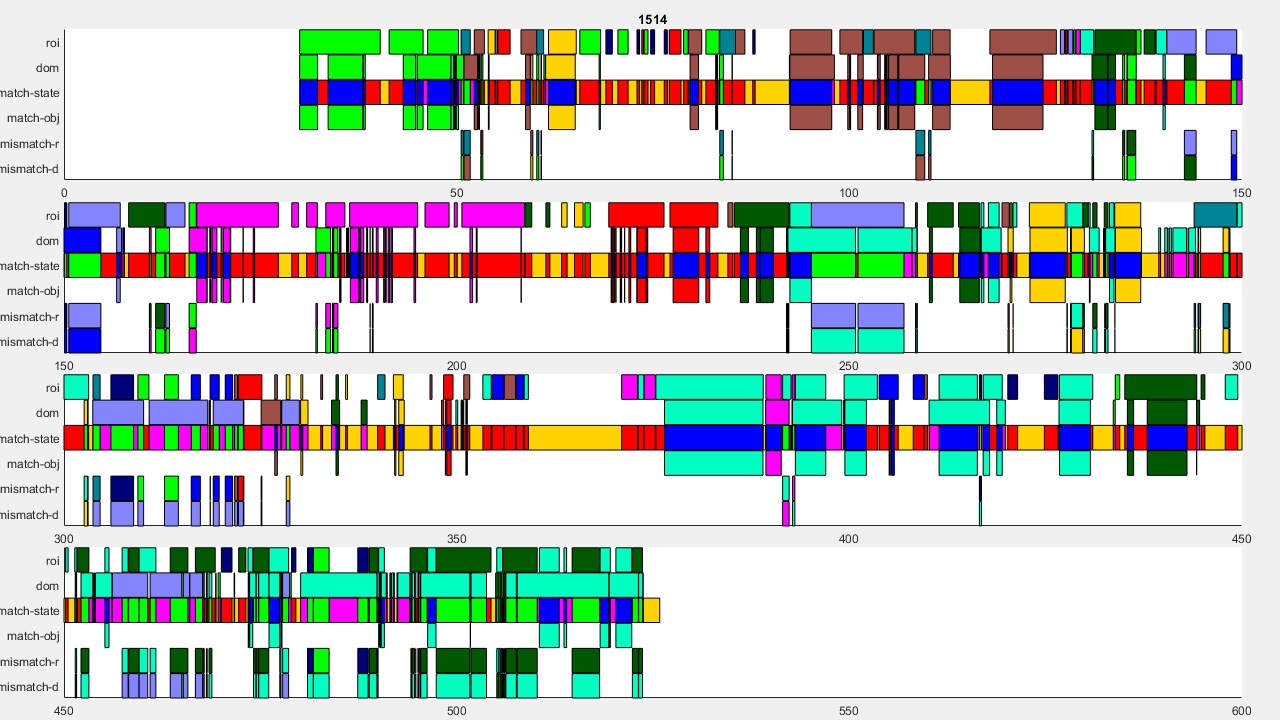 1514
roi
dom
match-state
match-obj
mismatch-r
mismatch-d
0 50 100 150
roi
dom
match-state
match-obj
mismatch-r
mismatch-d
150 200 250 300
roi
dom
match-state
match-obj
mismatch-r
mismatch-d
300 350 400 450
roi
dom
match-state
match-obj
mismatch-r
mismatch-d
450 500 550 600